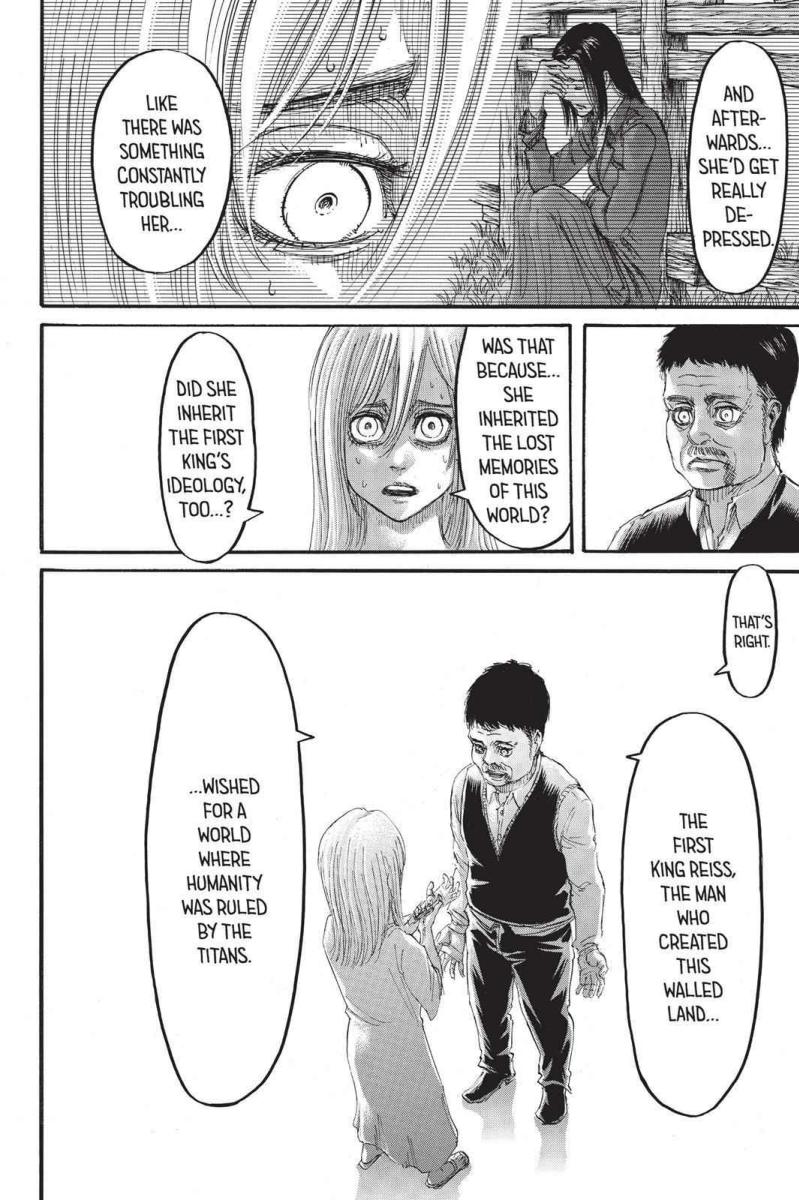 AND
AFTER-
WARDS...
SHE'D GET
REALLY
DE-
PRESSED.
LIKE
THERE WAS
SOMETHING
CONSTANTLY
TROUBLING
HER...
WAS THAT
BECAUSE...
SHE
INHERITED
THE LOST
MEMORIES
OF THIS
WORLD?
DID SHE
INHERIT
THE FIRST
KING'S
IDEOLOGY,
TOO...?
THAT'S
RIGHT.
THE
FIRST
KING REISS,
THE MAN
WHO
CREATED
THIS
WALLED
LAND...
...WISHED
FOR A
WORLD
WHERE
HUMANITY
WAS RULED
BY THE
TITANS.